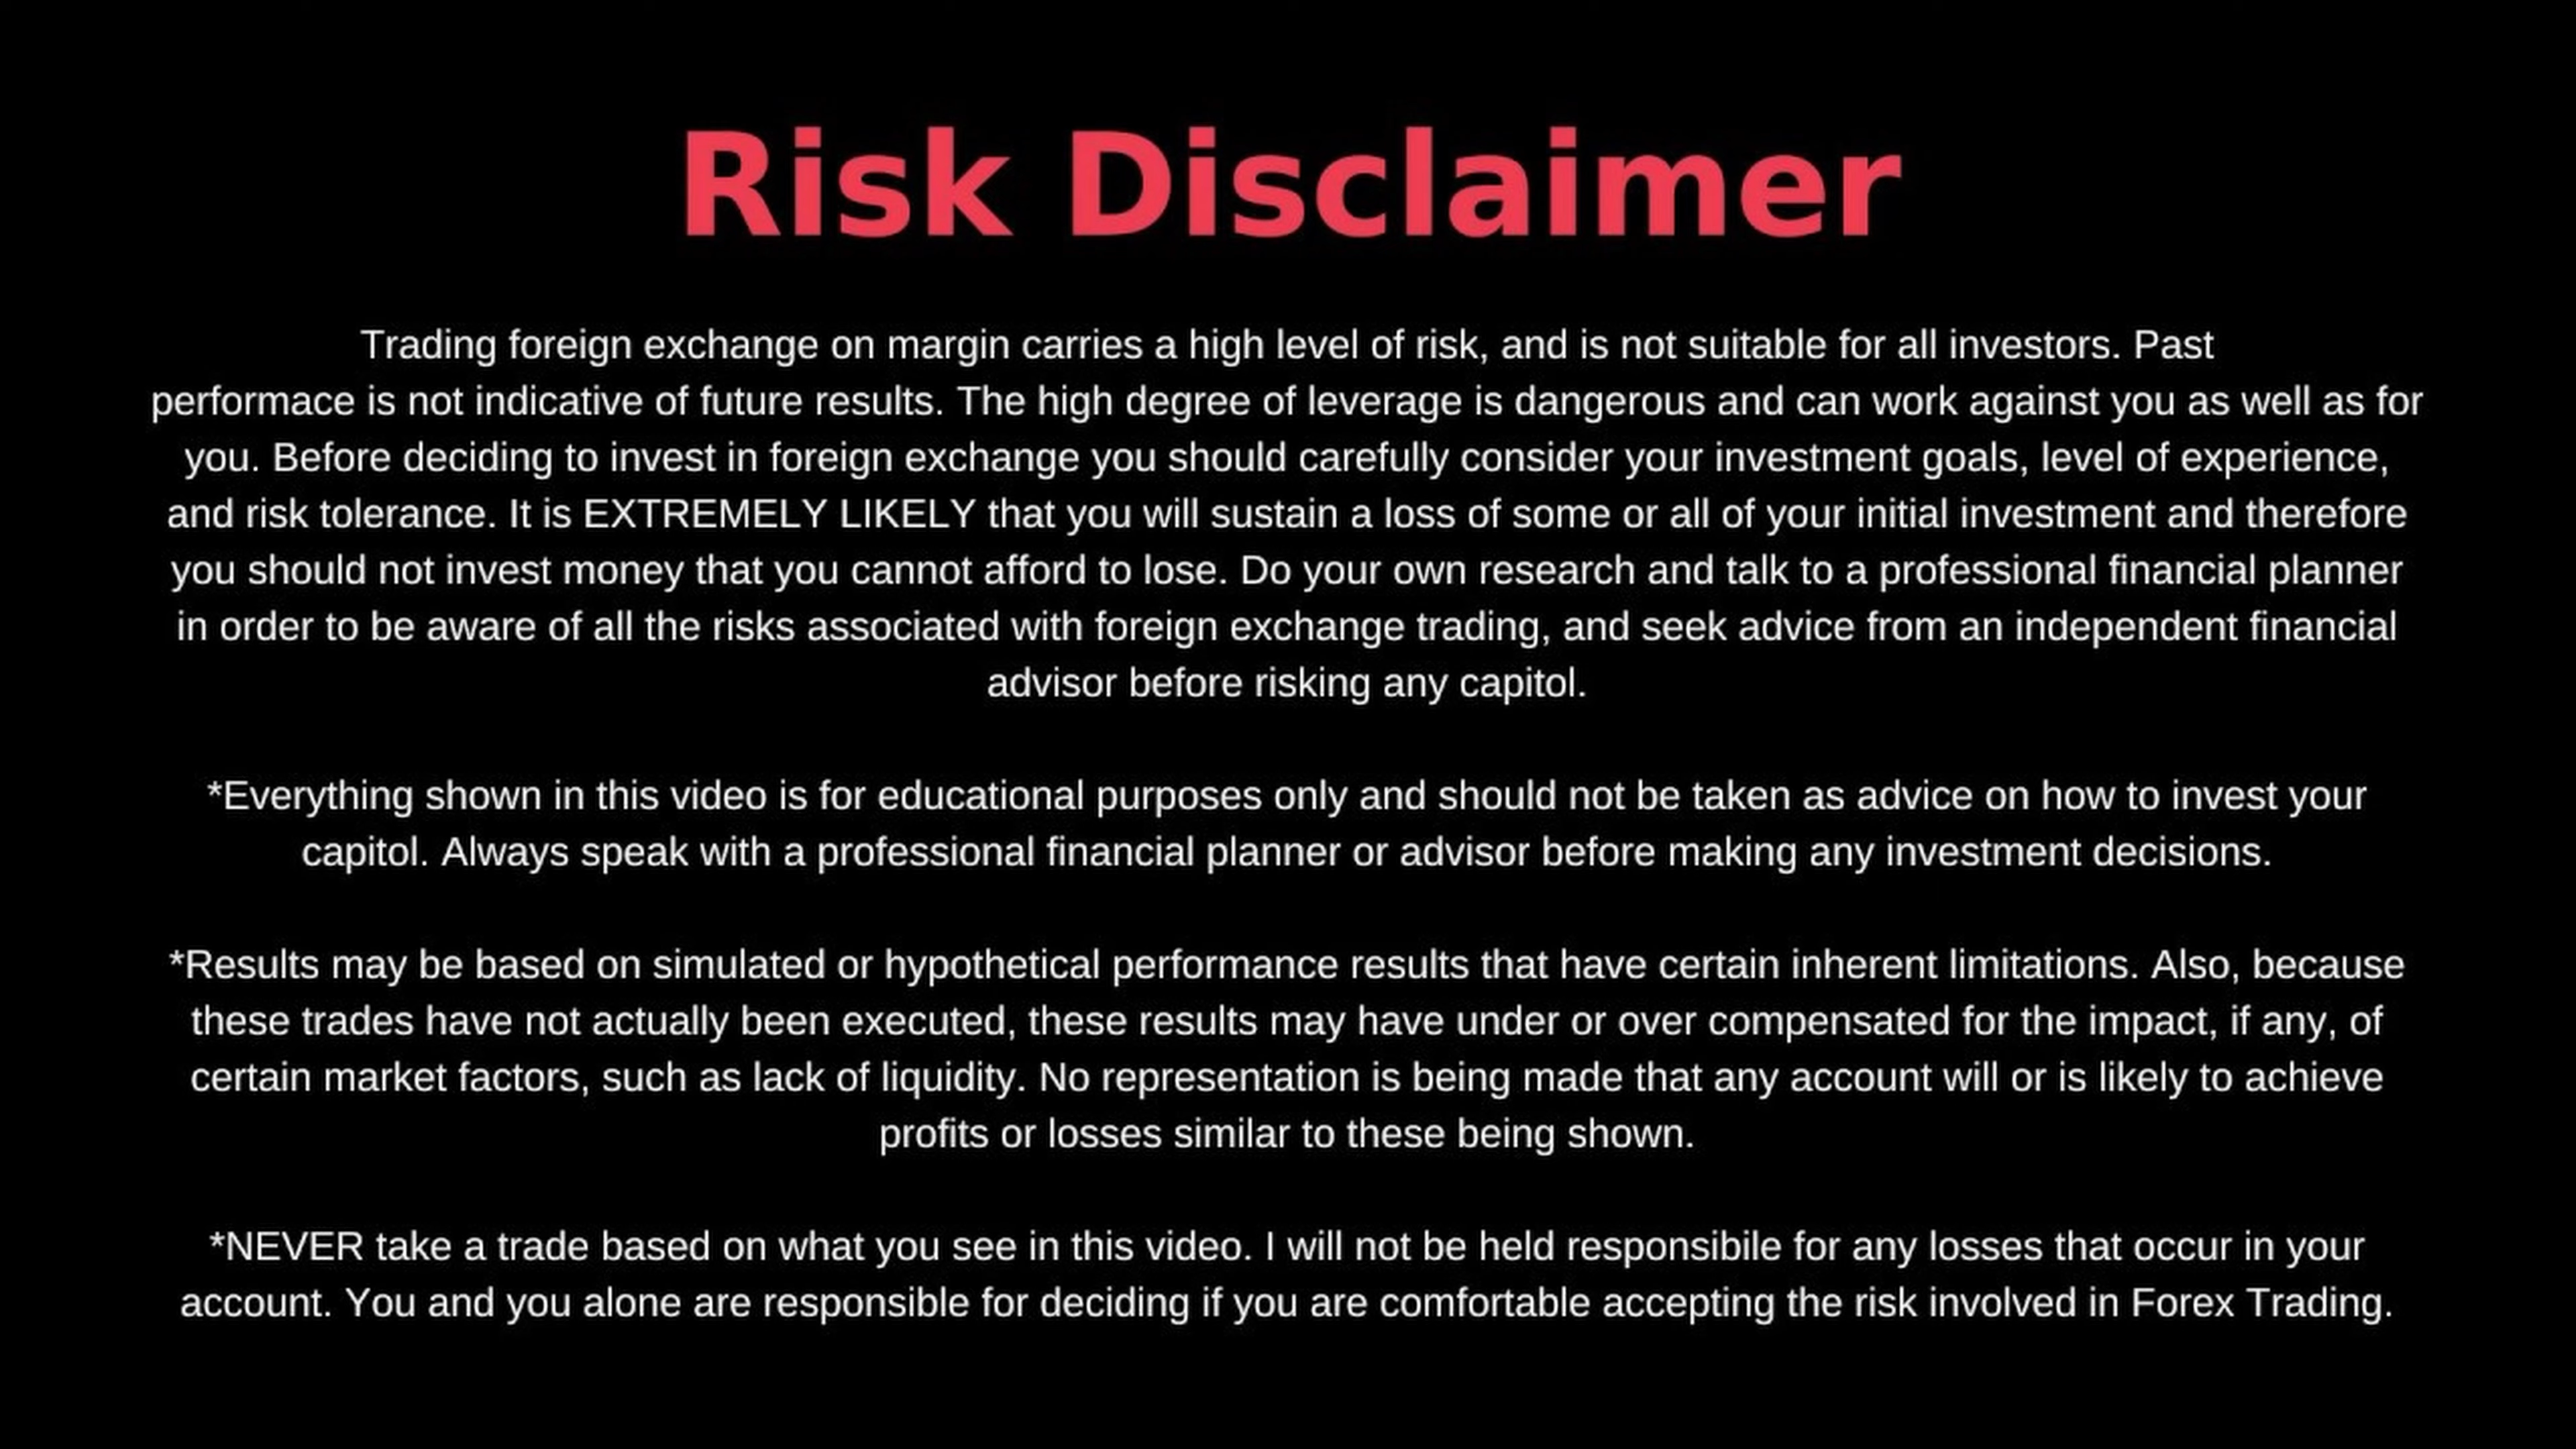 Risk Disclaimer
Trading foreign exchange on margin carries a high level of risk, and is not suitable for all investors. Past
performace is not indicative of future results. The high degree of leverage is dangerous and can work against you as well as for
you. Before deciding to invest in foreign exchange you should carefully consider your investment goals, level of experience,
and risk tolerance. It is EXTREMELY LIKELY that you will sustain a loss of some or all of your initial investment and therefore
you should not invest money that you cannot afford to lose. Do your own research and talk to a professional financial planner
in order to be aware of all the risks associated with foreign exchange trading, and seek advice from an independent financial
advisor before risking any capitol.
*Everything shown in this video is for educational purposes only and should not be taken as advice on how to invest your
capitol. Always speak with a professional financial planner or advisor before making any investment decisions.
*Results may be based on simulated or hypothetical performance results that have certain inherent limitations. Also, because
these trades have not actually been executed, these results may have under or over compensated for the impact, if any, of
certain market factors, such as lack of liquidity. No representation is being made that any account will or is likely to achieve
profits or losses similar to these being shown.
*NEVER take a trade based on what you see in this video. I will not be held responsibile for any losses that occur in your
account. You and you alone are responsible for deciding if you are comfortable accepting the risk involved in Forex Trading.